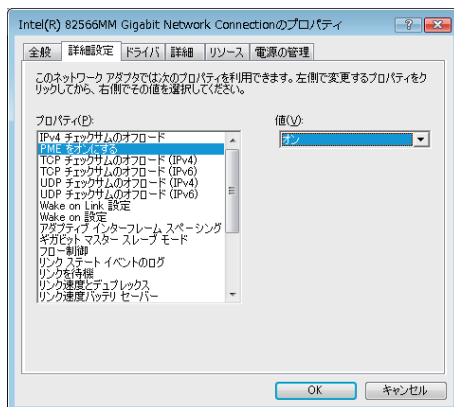 Intel(R) 82566MM Gigabit Network Connectionのプロパティ
全般 詳細設定 ドライバ 詳細 リソース 電源の管理
このネットワーク アダプタでは次のプロパティを利用できます。左側で変更するプロパティをク
リックしてから、右側でその値を選択してください。
プロパティ(P): 値(V):
IPv4 チェックサムのオフロード オン
PME をオンにする
TCP チェックサムのオフロード (IPv4)
TCP チェックサムのオフロード (IPv6)
UDP チェックサムのオフロード (IPv4)
UDP チェックサムのオフロード (IPv6)
Wake on Link 設定
Wake on 設定
アダプティブ インターフレーム スペーシング
ギガビット マスター スレーブ モード
フロー制御
リンク ステート イベントのログ
リンクを待機
リンク速度とデュプレックス
リンク速度バッテリ セーバー
OK キャンセル